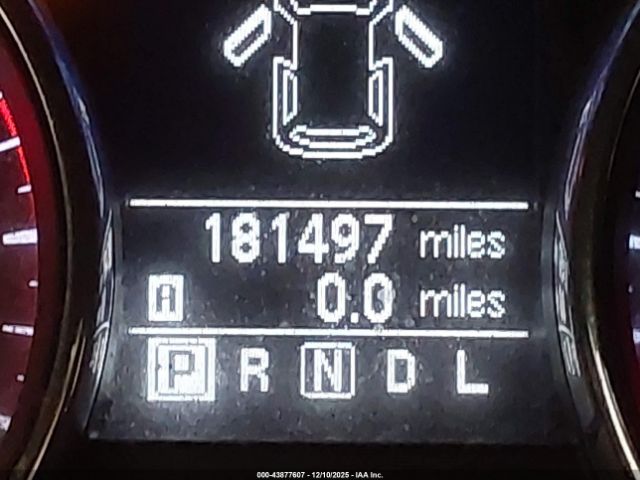 181497 miles
A 0.0 miles
P R N D L
000-43877607 - 12/10/2025 - IAA Inc.